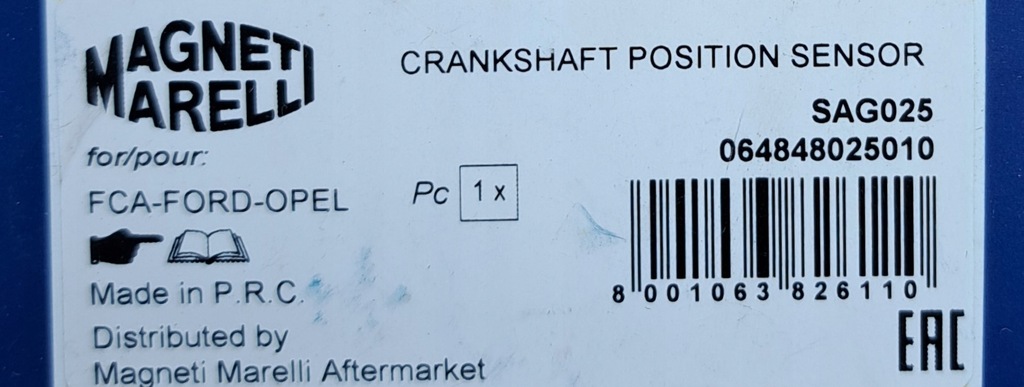 MAGNETI
MARELLI
CRANKSHAFT POSITION SENSOR
SAG025
064848025010
for/pour:
FCA-FORD-OPEL
Pc 1 x
8 001063 826110
Made in P.R.C.
Distributed by
Magneti Marelli Aftermarket
EAC